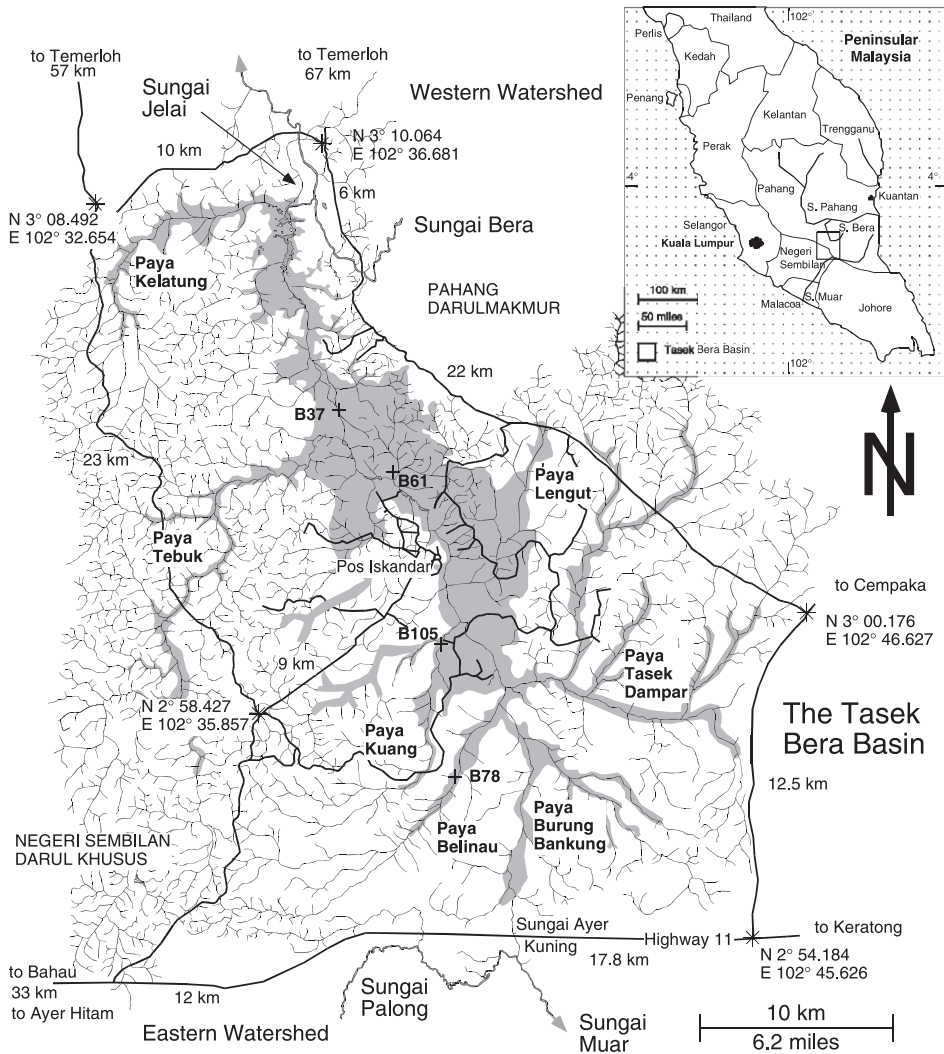 to Temerloh
57 km
Sungai
Jelai
to Temerloh
67 km
Western Watershed
10 km
N 3° 10.064
E 102° 36.681
6 km
N 3° 08.492
E 102° 32.654
Sungai Bera
Paya
Kelatung
PAHANG
DARULMAKMUR
22 km
B37
23 km
B61
Paya
Lengut
Paya
Tebuk
Pos Iskandar
to Cempaka
N 3° 00.176
E 102° 46.627
B105
9 km
Paya
Tasek
Dampar
N 2° 58.427
E 102° 35.857
The Tasek
Bera Basin
Paya
Kuang
B78
12.5 km
Paya
Belinau
Paya
Burung
Bankung
NEGERI SEMBILAN
DARUL KHUSUS
Sungai Ayer
Kuning
Highway 11
17.8 km
to Keratong
N 2° 54.184
E 102° 45.626
to Bahau
33 km
to Ayer Hitam
12 km
Sungai
Palong
Eastern Watershed
Sungai
Muar
10 km
6.2 miles
N
Thailand
102°
Perlis
Kedah
Peninsular
Malaysia
Penang
Kelantan
Trengganu
Perak
4°
4°
Pahang
Kuantan
S. Pahang
Selangor
S. Bera
Kuala Lumpur
Negeri
Sembilan
S. Muar
Malacoa
Johore
100 km
50 miles
Tasek Bera Basin
102°